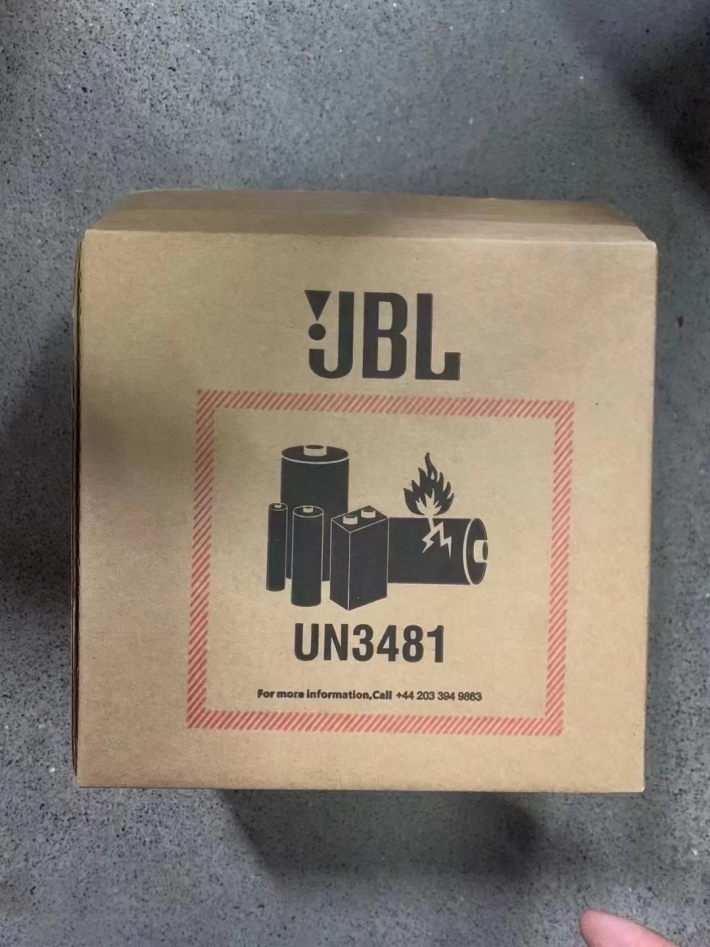 JBL
UN3481
For more information,Call +44 203 394 9863